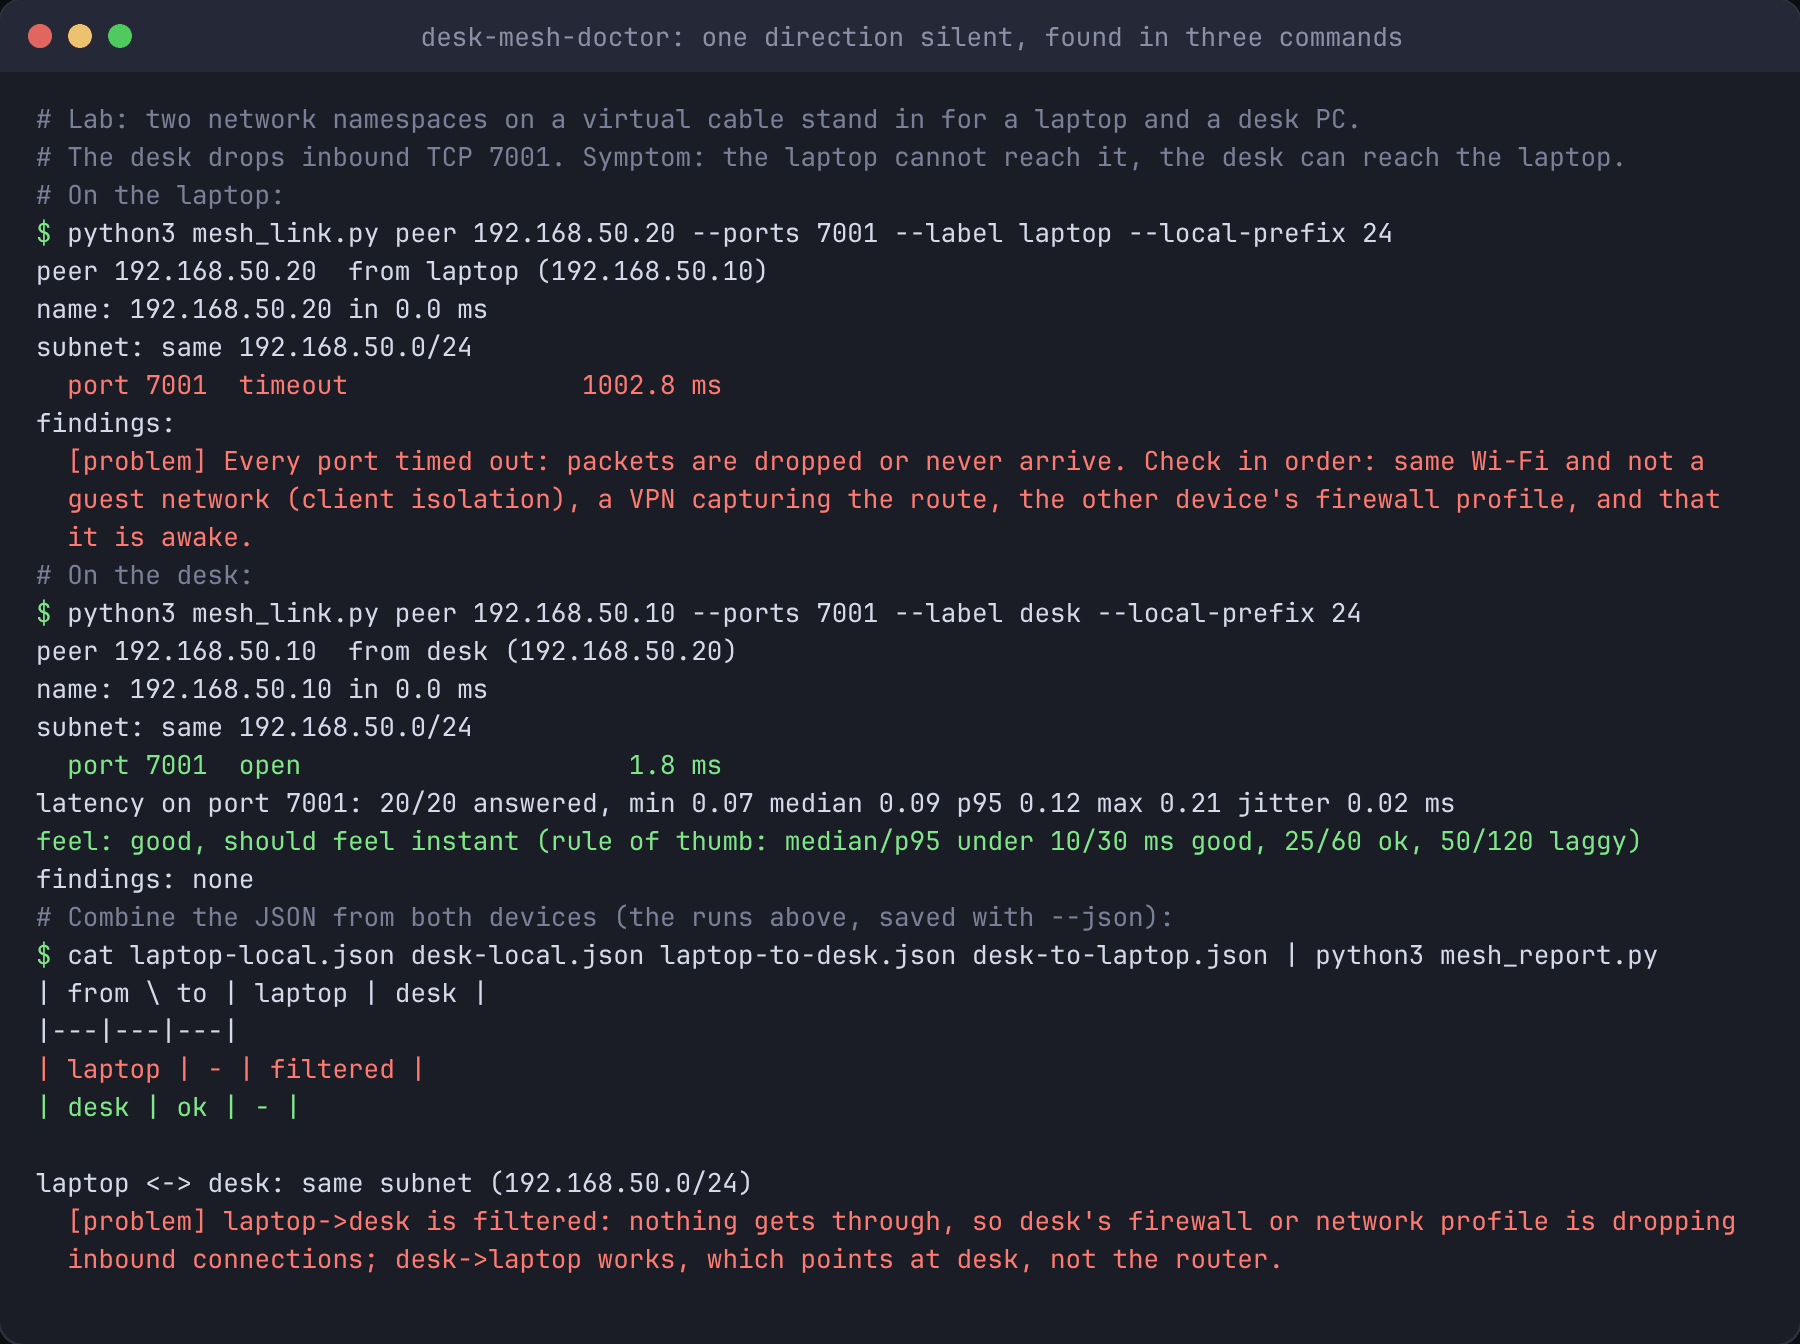 desk-mesh-doctor: one direction silent, found in three commands
# Lab: two network namespaces on a virtual cable stand in for a laptop and a desk PC.
# The desk drops inbound TCP 7001. Symptom: the laptop cannot reach it, the desk can reach the laptop.
# On the laptop:
$ python3 mesh_link.py peer 192.168.50.20 --ports 7001 --label laptop --local-prefix 24
peer 192.168.50.20  from laptop (192.168.50.10)
name: 192.168.50.20 in 0.0 ms
subnet: same 192.168.50.0/24
  port 7001  timeout               1002.8 ms
findings:
  [problem] Every port timed out: packets are dropped or never arrive. Check in order: same Wi-Fi and not a
  guest network (client isolation), a VPN capturing the route, the other device's firewall profile, and that
  it is awake.
# On the desk:
$ python3 mesh_link.py peer 192.168.50.10 --ports 7001 --label desk --local-prefix 24
peer 192.168.50.10  from desk (192.168.50.20)
name: 192.168.50.10 in 0.0 ms
subnet: same 192.168.50.0/24
  port 7001  open                     1.8 ms
latency on port 7001: 20/20 answered, min 0.07 median 0.09 p95 0.12 max 0.21 jitter 0.02 ms
feel: good, should feel instant (rule of thumb: median/p95 under 10/30 ms good, 25/60 ok, 50/120 laggy)
findings: none
# Combine the JSON from both devices (the runs above, saved with --json):
$ cat laptop-local.json desk-local.json laptop-to-desk.json desk-to-laptop.json | python3 mesh_report.py
| from \ to | laptop | desk |
|---|---|---|
| laptop | - | filtered |
| desk | ok | - |
laptop <-> desk: same subnet (192.168.50.0/24)
  [problem] laptop->desk is filtered: nothing gets through, so desk's firewall or network profile is dropping
  inbound connections; desk->laptop works, which points at desk, not the router.